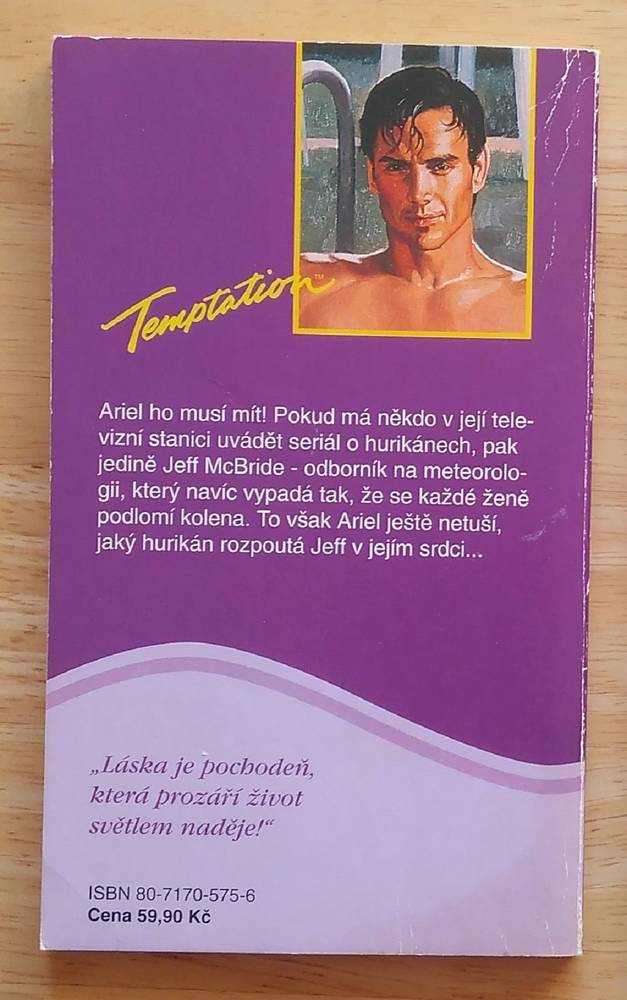 Temptation™
Ariel ho musí mít! Pokud má někdo v její tele-
vizní stanici uvádět seriál o hurikánech, pak
jedině Jeff McBride - odborník na meteorolo-
gii, který navíc vypadá tak, že se každé ženě
podlomí kolena. To však Ariel ještě netuší,
jaký hurikán rozpoutá Jeff v jejím srdci...
„Láska je pochodeň,
která prozáří život
světlem naděje!“
ISBN 80-7170-575-6
Cena 59,90 Kč